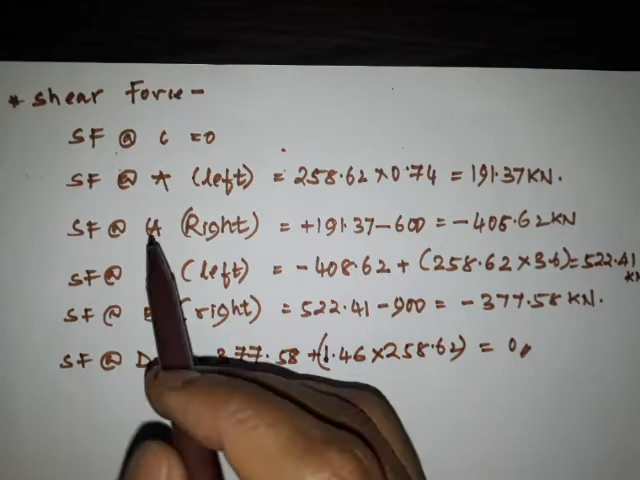 * Shear Force -
SF @ C = 0
SF @ A (left) = 258.62 x 0.74 = 191.37 KN.
SF @ A (Right) = +191.37 - 600 = - 408.62 KN
SF @ (left) = - 408.62 + (258.62 x 3.6) = 522.41 KN
SF @ B (right) = 522.41 - 900 = - 377.58 KN.
SF @ D 377.58 + (1.46 x 258.62) = 0,,